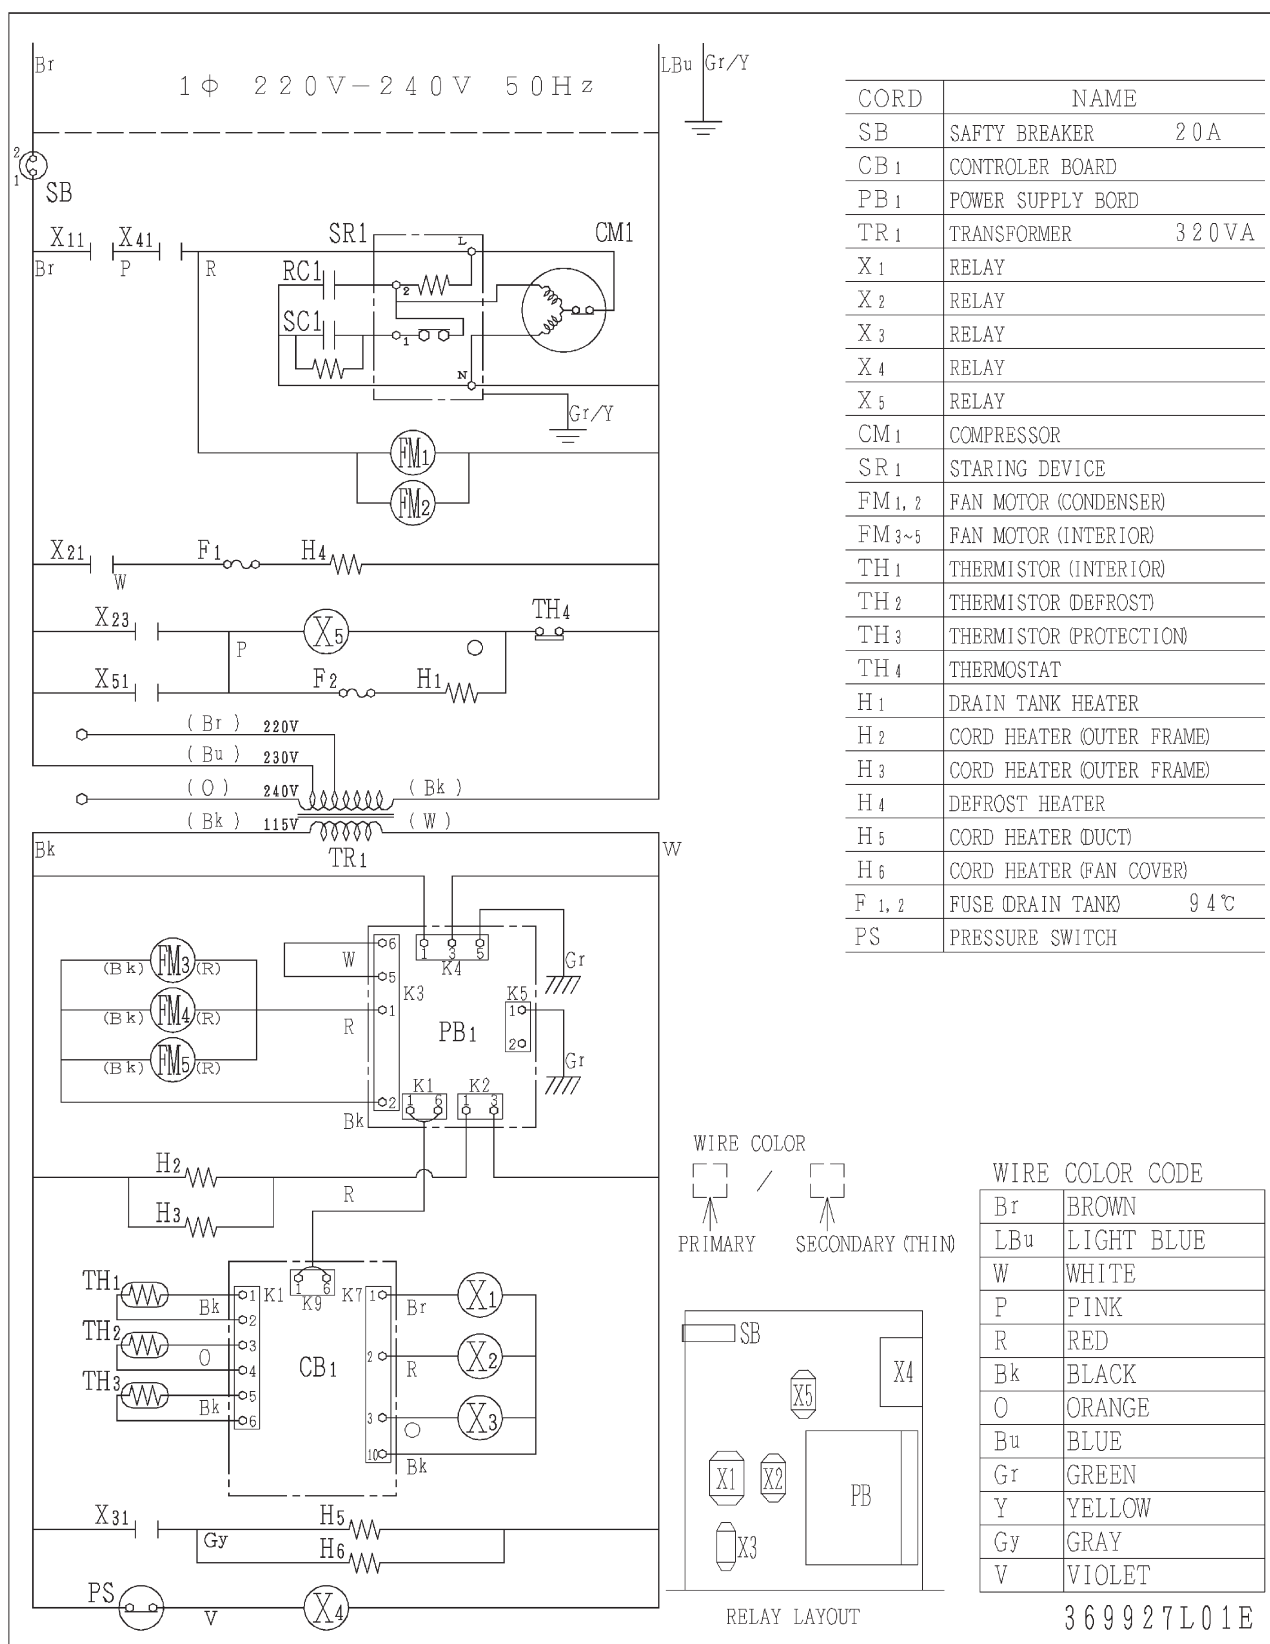 Br
LBu
Gr/Y
1Φ 220V-240V 50Hz
2
1
SB
X11
X41
Br
P
R
SR1
L
CM1
RC1
2
SC1
1
N
Gr/Y
FM1
FM2
X21
W
F1
H4
X23
P
X5
TH4
O
X51
F2
H1
(Br) 220V
(Bu) 230V
(O) 240V
(Bk)
(Bk) 115V
(W)
TR1
Bk
W
(Bk) FM3 (R)
(Bk) FM4 (R)
(Bk) FM5 (R)
W
6
5
K3
1
R
2
Bk
1 3 5
K4
Gr
K5
1
2
Gr
PB1
K1
1 6
K2
1 3
H2
H3
R
TH1
Bk
TH2
O
TH3
Bk
1 K1
2
3
4
5
6
1 6
K9
CB1
K7 1
2
3
10
Br
X1
R
X2
O
X3
Bk
X31
Gy
H5
H6
PS
V
X4
CORD NAME
SB SAFTY BREAKER 20A
CB1 CONTROLER BOARD
PB1 POWER SUPPLY BORD
TR1 TRANSFORMER 320VA
X1 RELAY
X2 RELAY
X3 RELAY
X4 RELAY
X5 RELAY
CM1 COMPRESSOR
SR1 STARING DEVICE
FM1,2 FAN MOTOR (CONDENSER)
FM3~5 FAN MOTOR (INTERIOR)
TH1 THERMISTOR (INTERIOR)
TH2 THERMISTOR (DEFROST)
TH3 THERMISTOR (PROTECTION)
TH4 THERMOSTAT
H1 DRAIN TANK HEATER
H2 CORD HEATER (OUTER FRAME)
H3 CORD HEATER (OUTER FRAME)
H4 DEFROST HEATER
H5 CORD HEATER (DUCT)
H6 CORD HEATER (FAN COVER)
F 1,2 FUSE (DRAIN TANK) 94℃
PS PRESSURE SWITCH
WIRE COLOR
/
PRIMARY SECONDARY (THIN)
SB
X4
X5
X1
X2
PB
X3
RELAY LAYOUT
WIRE COLOR CODE
Br BROWN
LBu LIGHT BLUE
W WHITE
P PINK
R RED
Bk BLACK
O ORANGE
Bu BLUE
Gr GREEN
Y YELLOW
Gy GRAY
V VIOLET
369927L01E